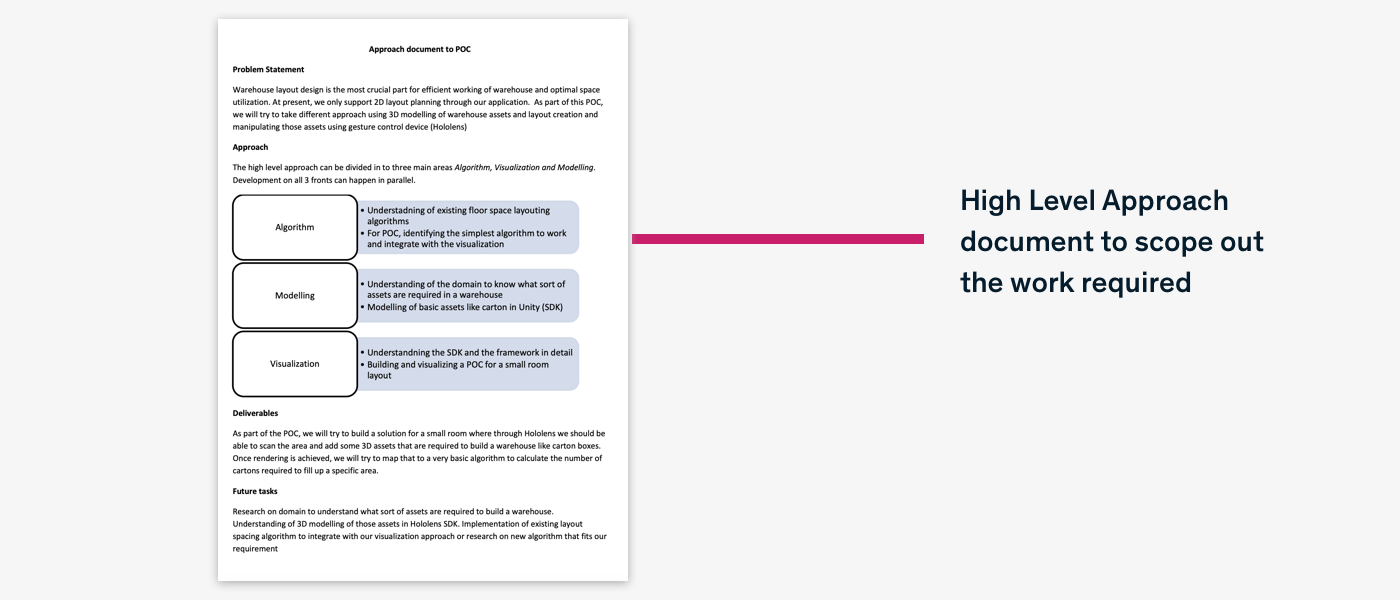 Approach document to POC
Problem Statement
Warehouse layout design is the most crucial part for efficient working of warehouse and optimal space
utilization. At present, we only support 2D layout planning through our application.  As part of this POC,
we will try to take different approach using 3D modelling of warehouse assets and layout creation and
manipulating those assets using gesture control device (Hololens)
Approach
The high level approach can be divided in to three main areas Algorithm, Visualization and Modelling.
Development on all 3 fronts can happen in parallel.
Algorithm
• Understadning of existing floor space layouting
algorithms
• For POC, identifying the simplest algorithm to work
and integrate with the visualization
Modelling
• Understanding of the domain to know what sort of
assets are required in a warehouse
• Modelling of basic assets like carton in Unity (SDK)
Visualization
• Understandning the SDK and the framework in detail
• Building and visualizing a POC for a small room
layout
Deliverables
As part of the POC, we will try to build a solution for a small room where through Hololens we should be
able to scan the area and add some 3D assets that are required to build a warehouse like carton boxes.
Once rendering is achieved, we will try to map that to a very basic algorithm to calculate the number of
cartons required to fill up a specific area.
Future tasks
Research on domain to understand what sort of assets are required to build a warehouse.
Understanding of 3D modelling of those assets in Hololens SDK. Implementation of existing layout
spacing algorithm to integrate with our visualization approach or research on new algorithm that fits our
requirement
High Level Approach
document to scope out
the work required